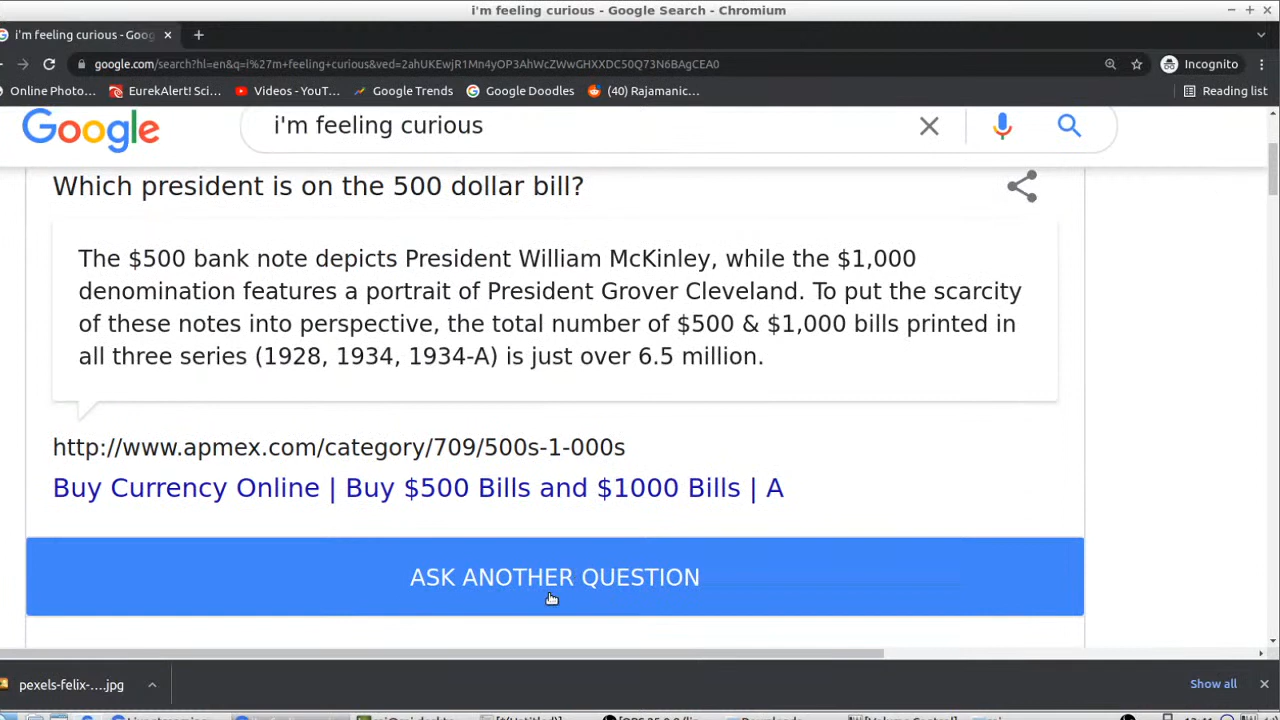 i'm feeling curious - Google Search - Chromium
i'm feeling curious - Goog
google.com/search?hl=en&q=i%27m+feeling+curious&ved=2ahUKEwjR1Mn4yOP3AhWcZWwGHXXDC50Q73N6BAgCEA0
Incognito
Online Photo... EurekAlert! Sci... Videos - YouT... Google Trends Google Doodles (40) Rajamanic... Reading list
Google i'm feeling curious
Which president is on the 500 dollar bill?
The $500 bank note depicts President William McKinley, while the $1,000
denomination features a portrait of President Grover Cleveland. To put the scarcity
of these notes into perspective, the total number of $500 & $1,000 bills printed in
all three series (1928, 1934, 1934-A) is just over 6.5 million.
http://www.apmex.com/category/709/500s-1-000s
Buy Currency Online | Buy $500 Bills and $1000 Bills | A
ASK ANOTHER QUESTION
pexels-felix-....jpg
Show all